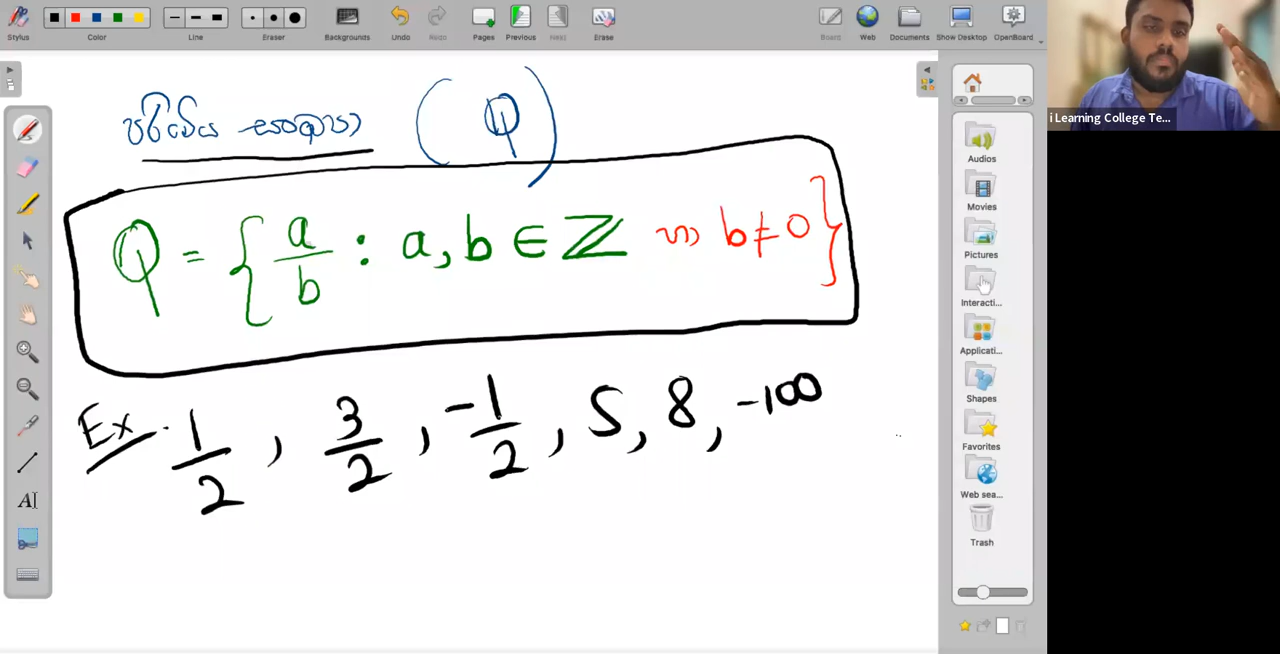 Stylus Color Line Eraser Backgrounds Undo Redo Pages Previous Next Erase Board Web Documents Show Desktop OpenBoard
පරිමේය සංඛ්‍යා ( Q )
Q = { a/b : a, b ∈ ℤ හා b ≠ 0 }
Ex. 1/2 , 3/2 , -1/2 , 5, 8, -100
i Learning College Te...
Audios
Movies
Pictures
Interacti...
Applicati...
Shapes
Favorites
Web sea...
Trash